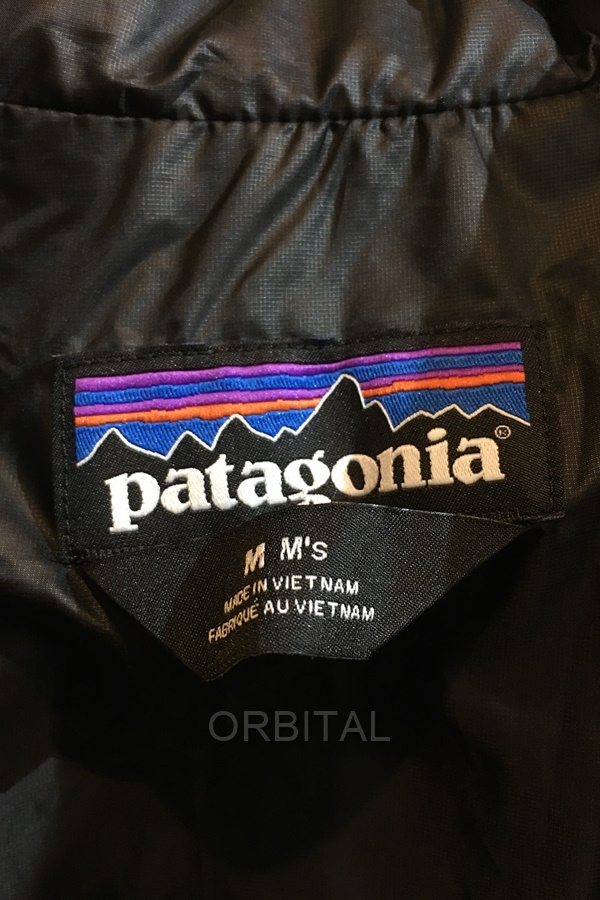 patagonia®
M M's
MADE IN VIETNAM
FABRIQUÉ AU VIETNAM
ORBITAL